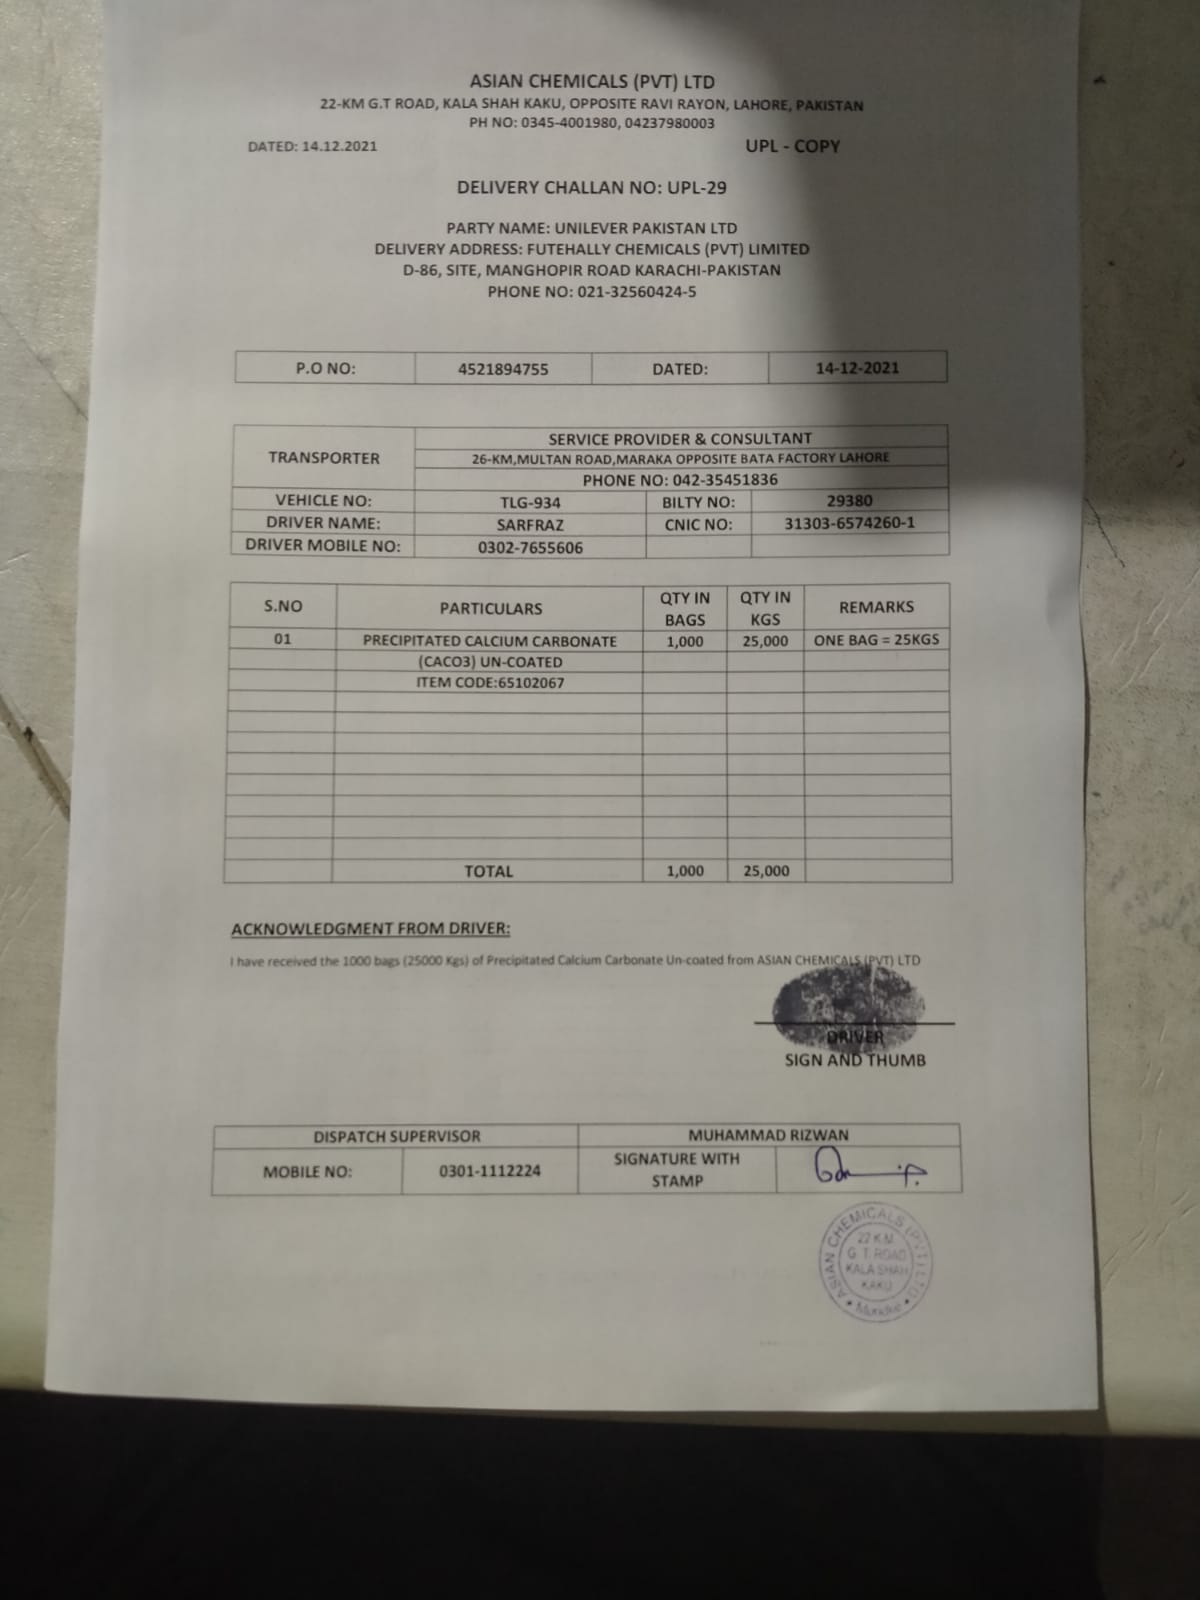 ASIAN CHEMICALS (PVT) LTD
22-KM G.T ROAD, KALA SHAH KAKU, OPPOSITE RAVI RAYON, LAHORE, PAKISTAN
PH NO: 0345-4001980, 04237980003
DATED: 14.12.2021 UPL - COPY
DELIVERY CHALLAN NO: UPL-29
PARTY NAME: UNILEVER PAKISTAN LTD
DELIVERY ADDRESS: FUTEHALLY CHEMICALS (PVT) LIMITED
D-86, SITE, MANGHOPIR ROAD KARACHI-PAKISTAN
PHONE NO: 021-32560424-5
P.O NO: 4521894755 DATED: 14-12-2021
TRANSPORTER
SERVICE PROVIDER & CONSULTANT
26-KM,MULTAN ROAD,MARAKA OPPOSITE BATA FACTORY LAHORE
PHONE NO: 042-35451836
VEHICLE NO: TLG-934 BILTY NO: 29380
DRIVER NAME: SARFRAZ CNIC NO: 31303-6574260-1
DRIVER MOBILE NO: 0302-7655606
S.NO PARTICULARS QTY IN BAGS QTY IN KGS REMARKS
01 PRECIPITATED CALCIUM CARBONATE 1,000 25,000 ONE BAG = 25KGS
(CACO3) UN-COATED
ITEM CODE:65102067
TOTAL 1,000 25,000
ACKNOWLEDGMENT FROM DRIVER:
I have received the 1000 bags (25000 Kgs) of Precipitated Calcium Carbonate Un-coated from ASIAN CHEMICALS (PVT) LTD
DRIVER
SIGN AND THUMB
DISPATCH SUPERVISOR MUHAMMAD RIZWAN
MOBILE NO: 0301-1112224 SIGNATURE WITH STAMP
ASIAN CHEMICALS (PVT) LTD
22 K.M.
G. T. ROAD
KALA SHAH
KAKU